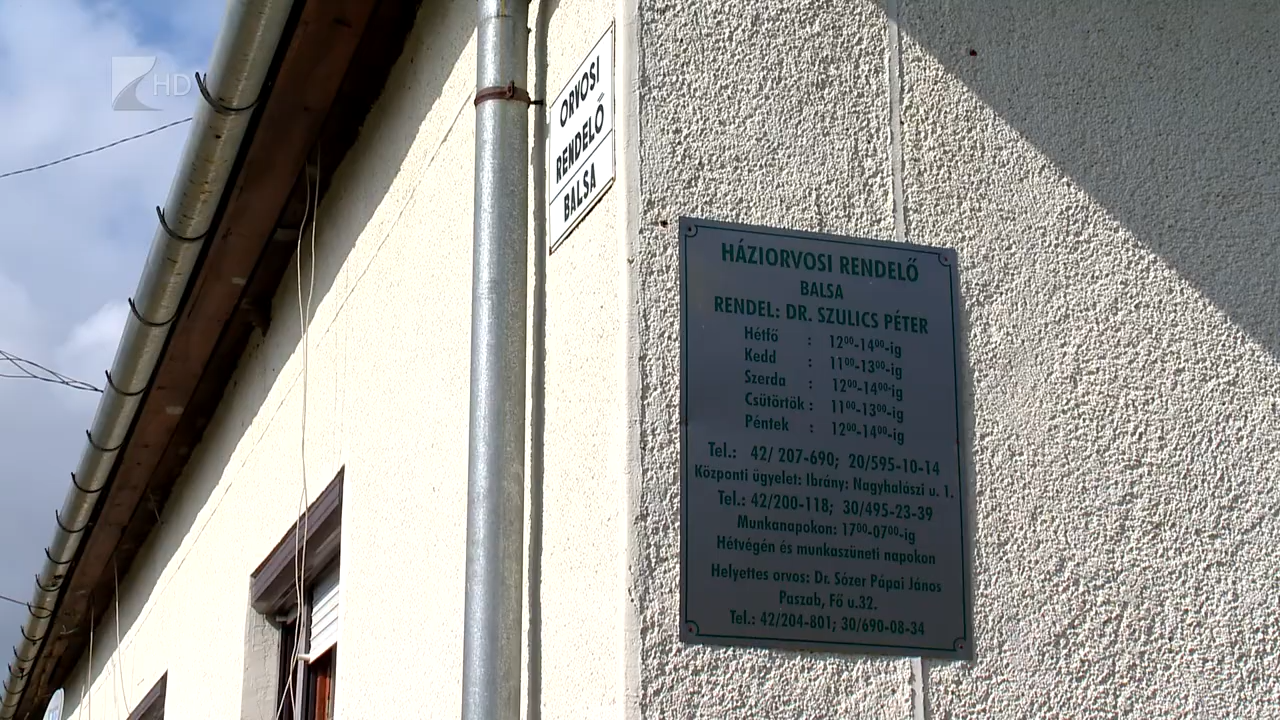 HD
ORVOSI
RENDELŐ
BALSA
HÁZIORVOSI RENDELŐ
BALSA
RENDEL: DR. SZULICS PÉTER
Hétfő : 12⁰⁰-14⁰⁰-ig
Kedd : 11⁰⁰-13⁰⁰-ig
Szerda : 12⁰⁰-14⁰⁰-ig
Csütörtök : 11⁰⁰-13⁰⁰-ig
Péntek : 12⁰⁰-14⁰⁰-ig
Tel.: 42/ 207-690; 20/595-10-14
Központi ügyelet: Ibrány: Nagyhalászi u. 1.
Tel.: 42/200-118; 30/495-23-39
Munkanapokon: 17⁰⁰-07⁰⁰-ig
Hétvégén és munkaszüneti napokon
Helyettes orvos: Dr. Sózer Pápai János
Paszab, Fő u.32.
Tel.: 42/204-801; 30/690-08-34